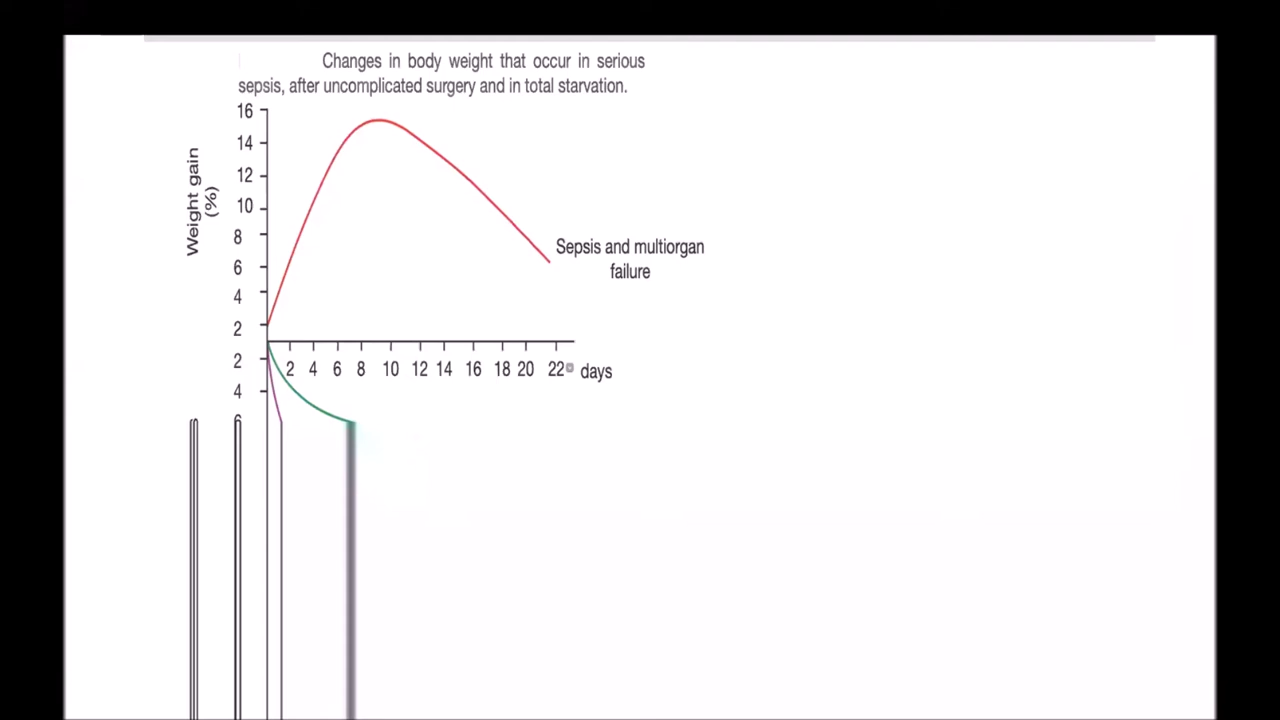 Changes in body weight that occur in serious
sepsis, after uncomplicated surgery and in total starvation.
16
14
12
10
8
6
4
2
Weight gain
(%)
Sepsis and multiorgan
failure
2 4 6 8 10 12 14 16 18 20 22 days
2
4